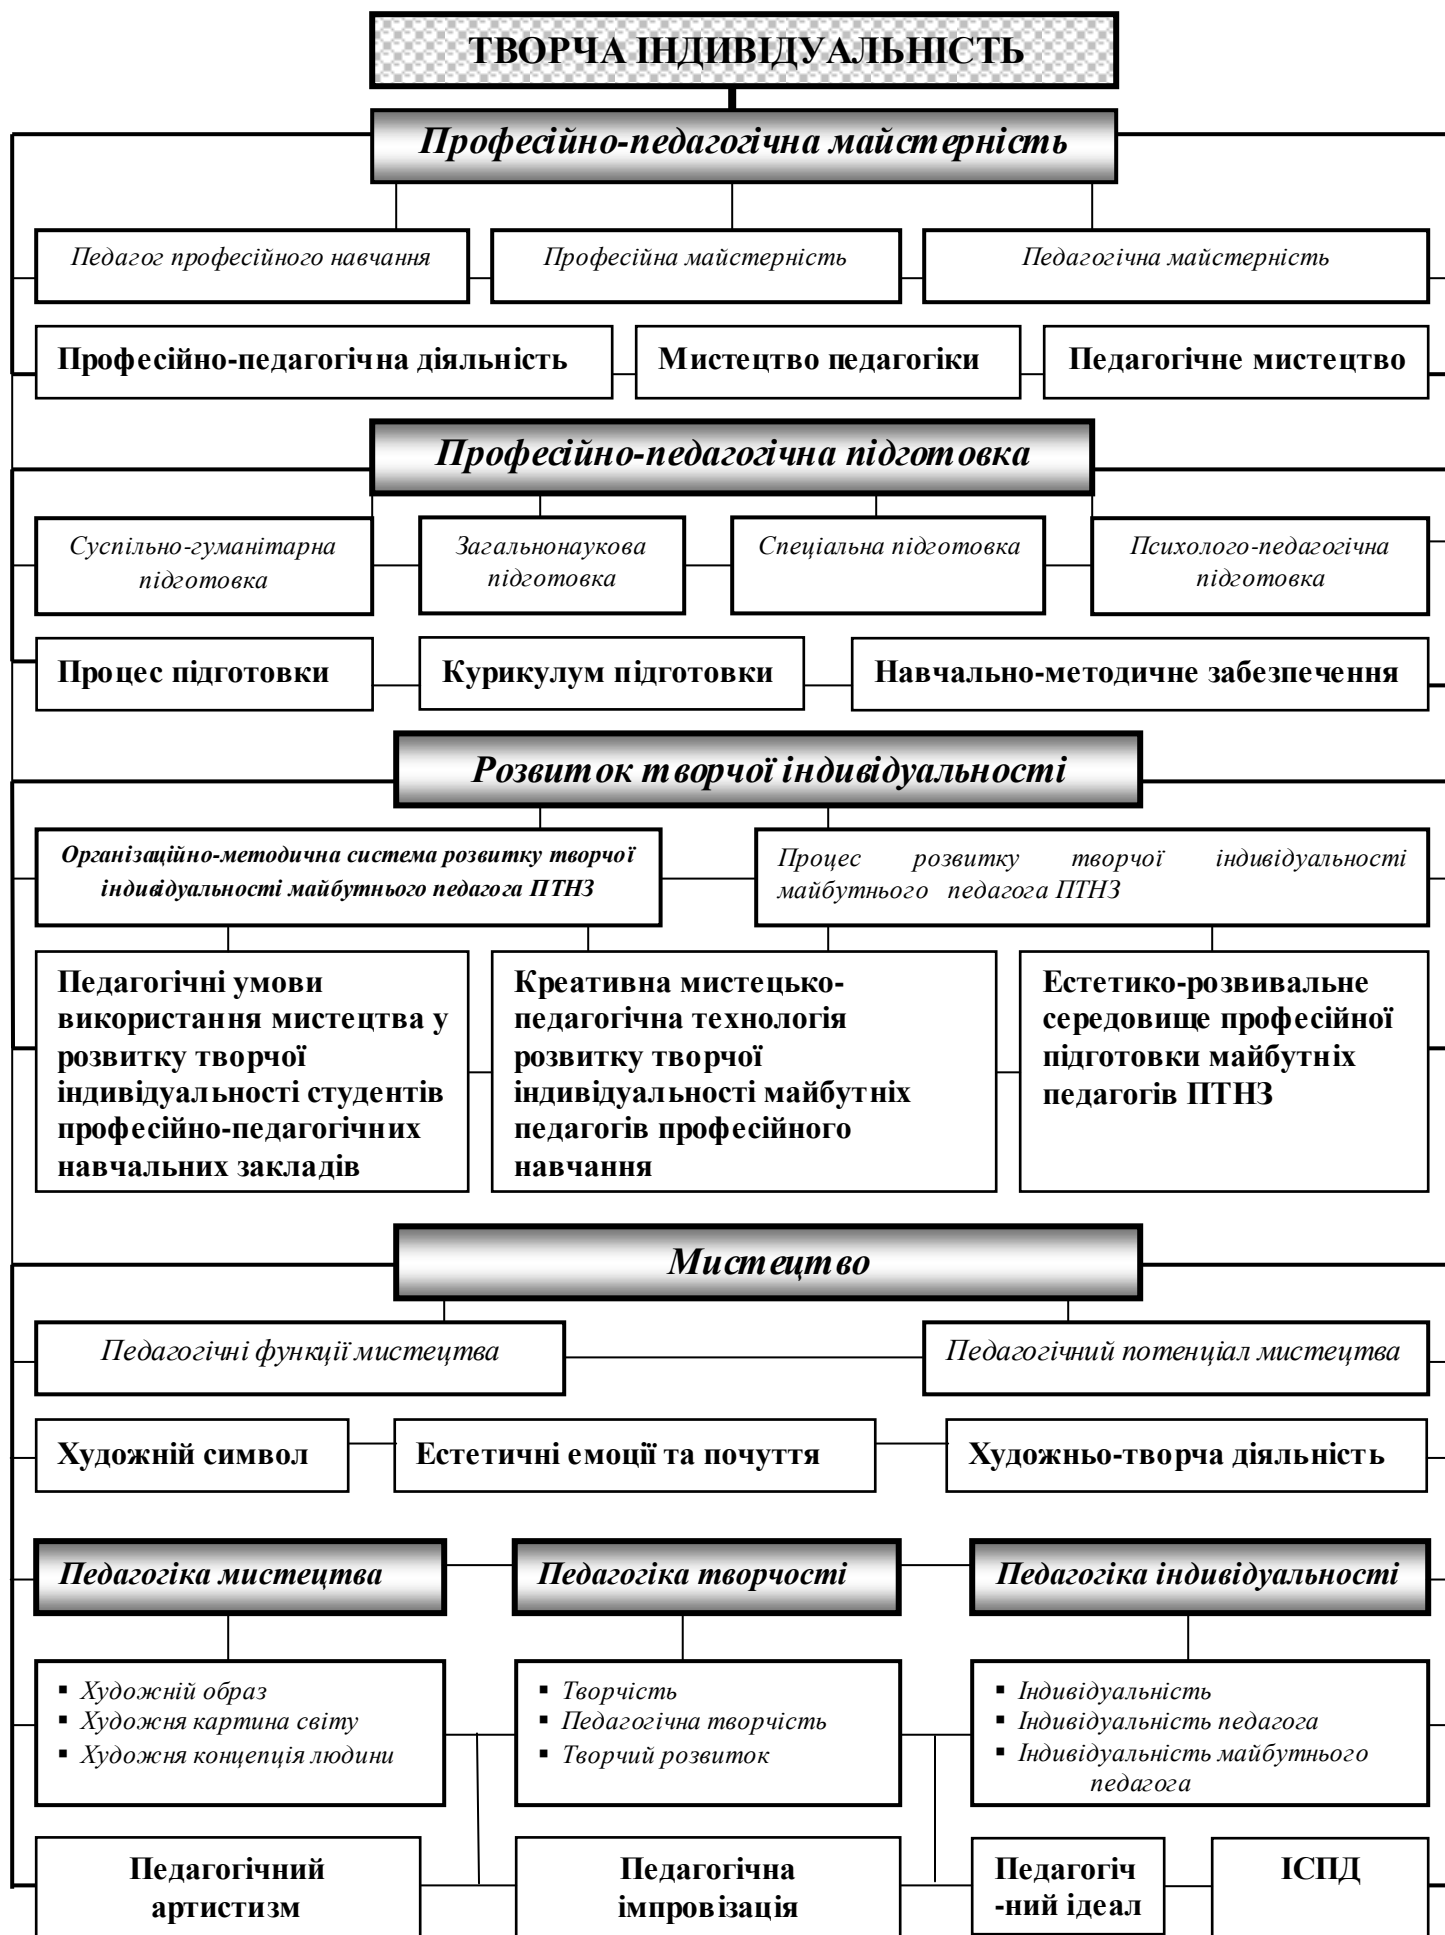 ТВОРЧА ІНДИВІДУАЛЬНІСТЬ
Професійно-педагогічна майстерність
Педагог професійного навчання
Професійна майстерність
Педагогічна майстерність
Професійно-педагогічна діяльність
Мистецтво педагогіки
Педагогічне мистецтво
Професійно-педагогічна підготовка
Суспільно-гуманітарна
підготовка
Загальнонаукова
підготовка
Спеціальна підготовка
Психолого-педагогічна
підготовка
Процес підготовки
Курикулум підготовки
Навчально-методичне забезпечення
Розвиток творчої індивідуальності
Організаційно-методична система розвитку творчої
індивідуальності майбутнього педагога ПТНЗ
Процес розвитку творчої індивідуальності
майбутнього педагога ПТНЗ
Педагогічні умови
використання мистецтва у
розвитку творчої
індивідуальності студентів
професійно-педагогічних
навчальних закладів
Креативна мистецько-
педагогічна технологія
розвитку творчої
індивідуальності майбутніх
педагогів професійного
навчання
Естетико-розвивальне
середовище професійної
підготовки майбутніх
педагогів ПТНЗ
Мистецтво
Педагогічні функції мистецтва
Педагогічний потенціал мистецтва
Художній символ
Естетичні емоції та почуття
Художньо-творча діяльність
Педагогіка мистецтва
Педагогіка творчості
Педагогіка індивідуальності
▪ Художній образ
▪ Художня картина світу
▪ Художня концепція людини
▪ Творчість
▪ Педагогічна творчість
▪ Творчий розвиток
▪ Індивідуальність
▪ Індивідуальність педагога
▪ Індивідуальність майбутнього
педагога
Педагогічний
артистизм
Педагогічна
імпровізація
Педагогіч
-ний ідеал
ІСПД